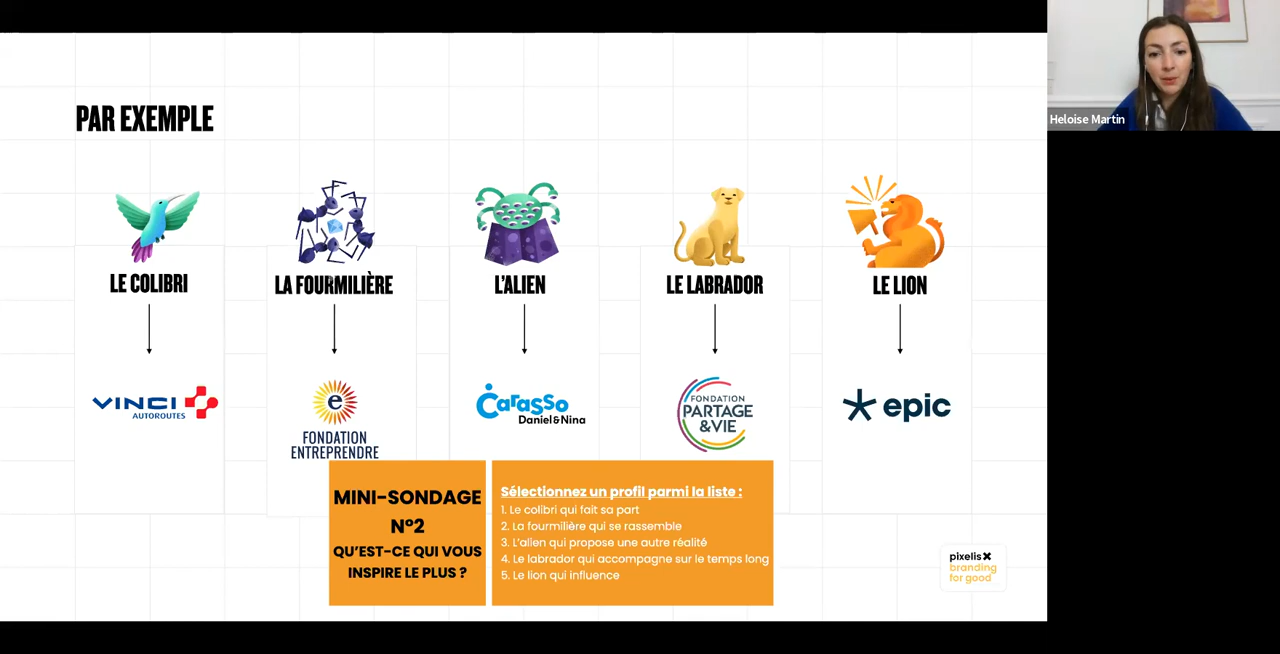 PAR EXEMPLE
Heloise Martin
LE COLIBRI
LA FOURMILIÈRE
L'ALIEN
LE LABRADOR
LE LION
VINCI
AUTOROUTES
e
FONDATION
ENTREPRENDRE
Carasso
Daniel & Nina
FONDATION
PARTAGE
&VIE
epic
MINI-SONDAGE
N°2
QU'EST-CE QUI VOUS
INSPIRE LE PLUS ?
Sélectionnez un profil parmi la liste :
1. Le colibri qui fait sa part
2. La fourmilière qui se rassemble
3. L'alien qui propose une autre réalité
4. Le labrador qui accompagne sur le temps long
5. Le lion qui influence
pixelis
branding
for good